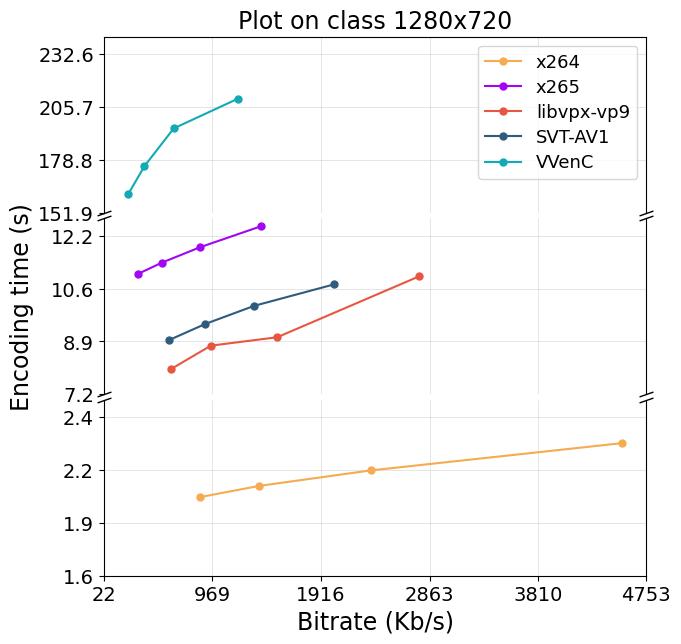 Plot on class 1280x720
232.6
205.7
178.8
151.9
12.2
10.6
8.9
7.2
2.4
2.2
1.9
1.6
Encoding time (s)
x264
x265
libvpx-vp9
SVT-AV1
VVenC
22 969 1916 2863 3810 4753
Bitrate (Kb/s)